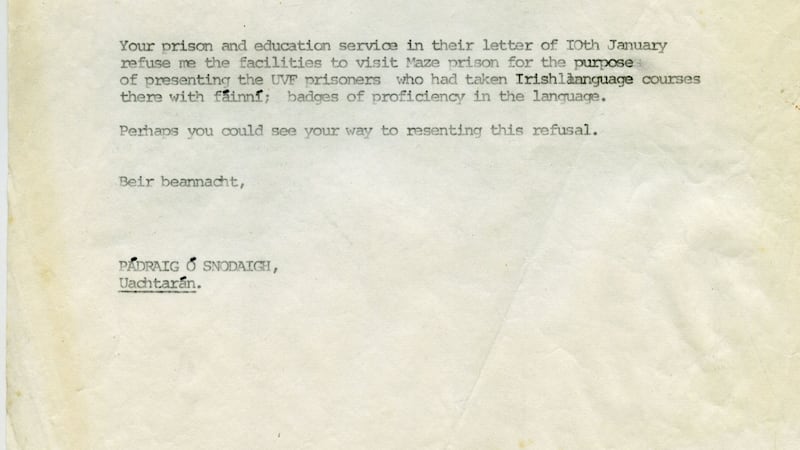 Your prison and education service in their letter of IOth January
refuse me the facilities to visit Maze prison for the purpose
of presenting the UVF prisoners who had taken Irishlàanguage courses
there with fáinní; badges of proficiency in the language.
Perhaps you could see your way to resenting this refusal.
Beir beannacht,
PÁDRAIG Ó SNODAIGH,
Uachtarán.